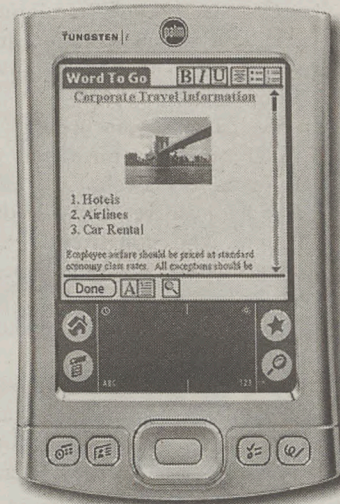 TUNGSTEN E
palm
Word To Go B I U
Corporate Travel Information
1. Hotels
2. Airlines
3. Car Rental
Employee airfare should be priced at standard
economy class rates. All exceptions should be
Done A
ABC 123